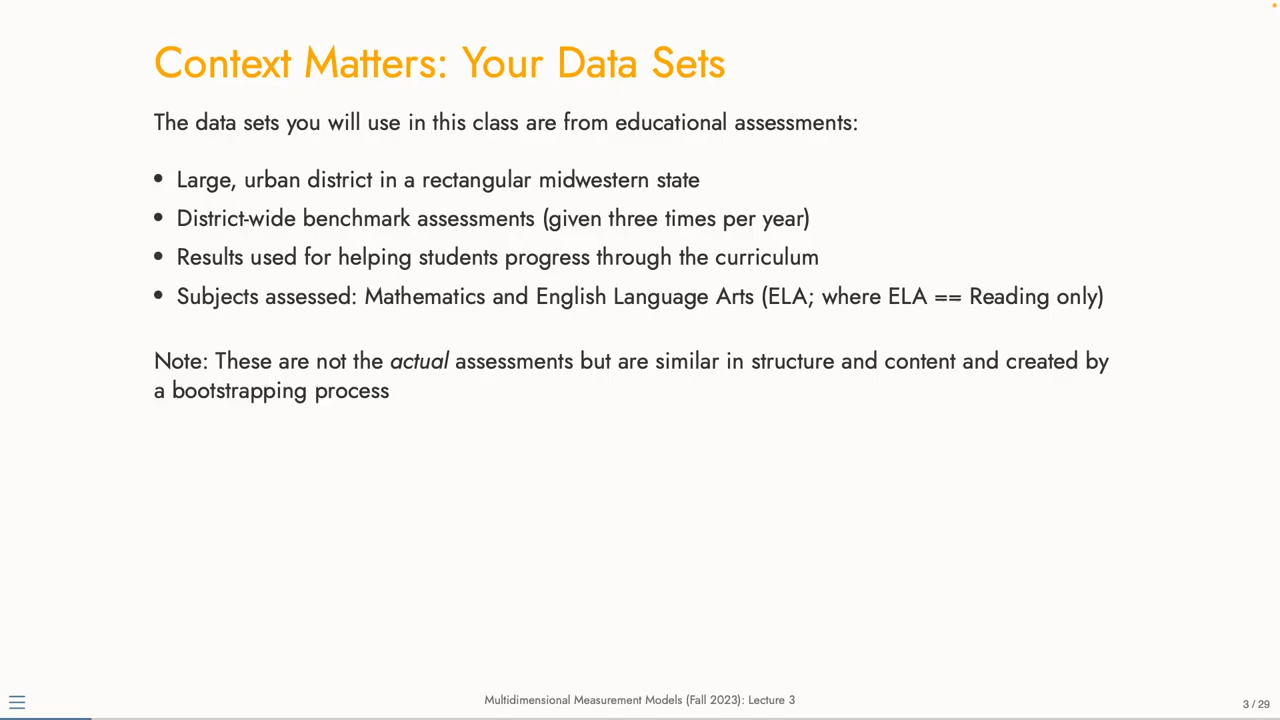 Context Matters: Your Data Sets
The data sets you will use in this class are from educational assessments:
• Large, urban district in a rectangular midwestern state
• District-wide benchmark assessments (given three times per year)
• Results used for helping students progress through the curriculum
• Subjects assessed: Mathematics and English Language Arts (ELA; where ELA == Reading only)
Note: These are not the actual assessments but are similar in structure and content and created by
a bootstrapping process
Multidimensional Measurement Models (Fall 2023): Lecture 3
3 / 29